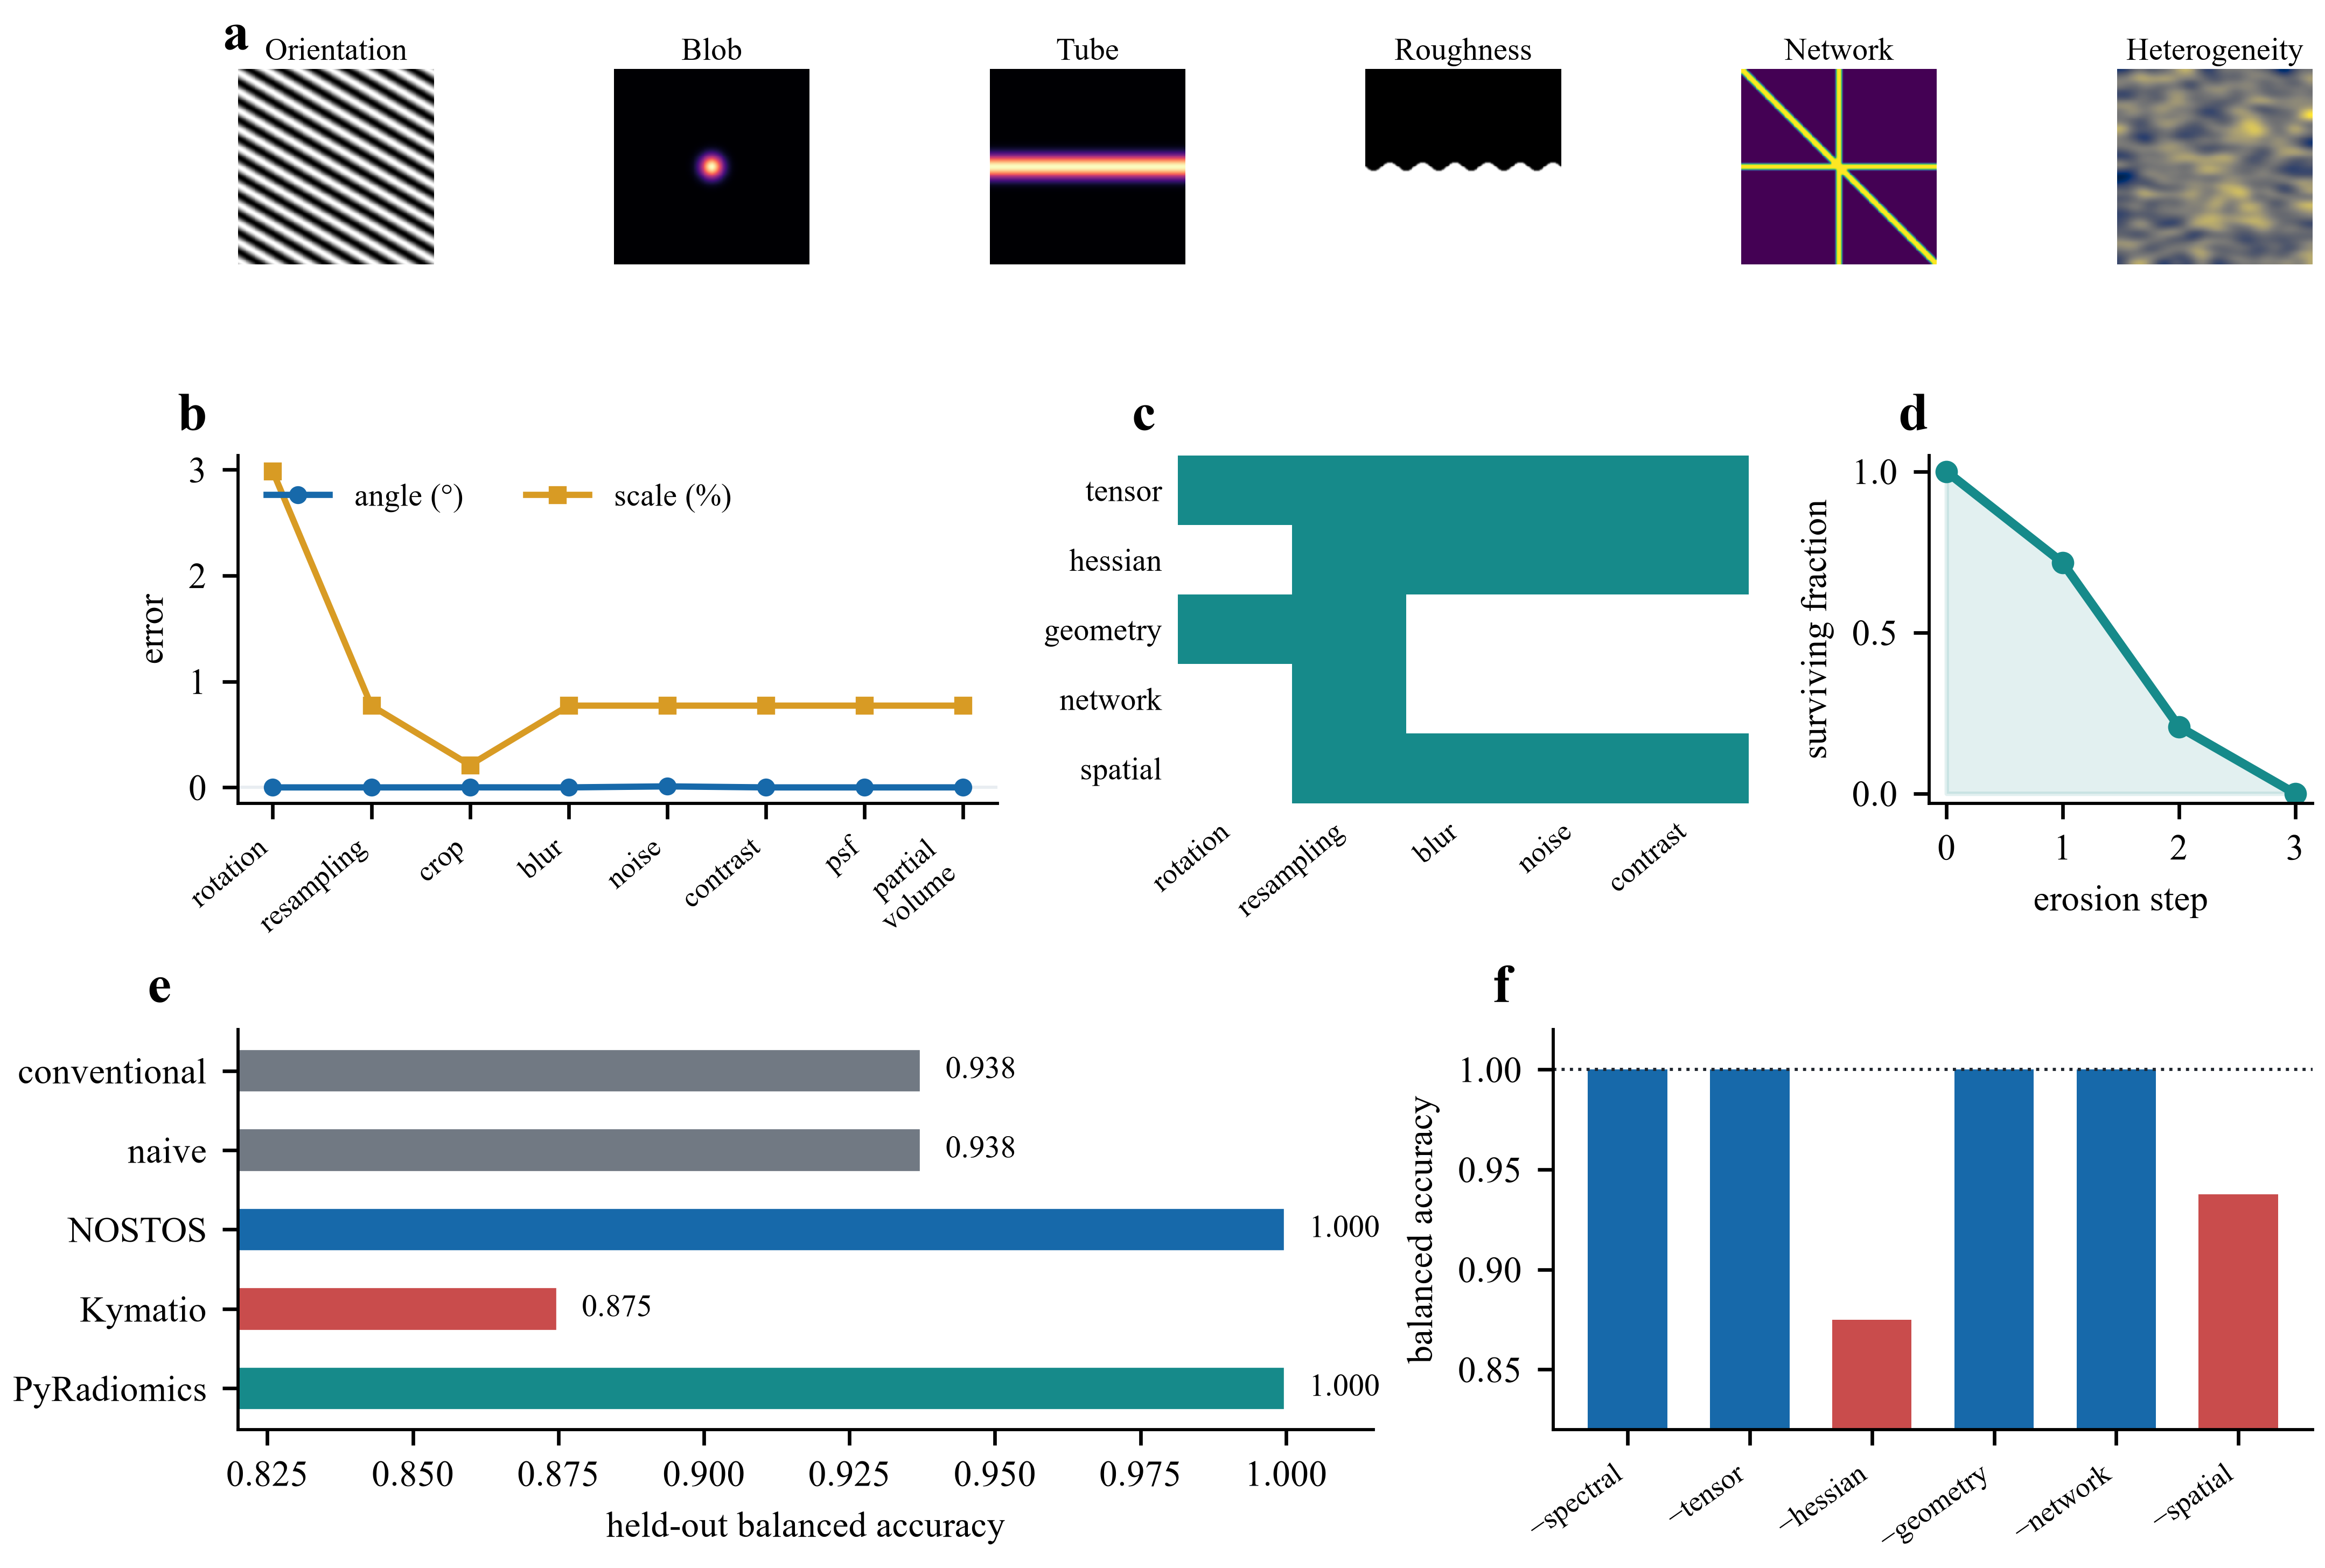 a
Orientation
Blob
Tube
Roughness
Network
Heterogeneity
b
error
3
2
1
0
angle (°)
scale (%)
rotation
resampling
crop
blur
noise
contrast
psf
partial
volume
c
tensor
hessian
geometry
network
spatial
rotation
resampling
blur
noise
contrast
d
surviving fraction
1.0
0.5
0.0
0
1
2
3
erosion step
e
conventional
0.938
naive
0.938
NOSTOS
1.000
Kymatio
0.875
PyRadiomics
1.000
0.825
0.850
0.875
0.900
0.925
0.950
0.975
1.000
held-out balanced accuracy
f
balanced accuracy
1.00
0.95
0.90
0.85
–spectral
–tensor
–hessian
–geometry
–network
–spatial